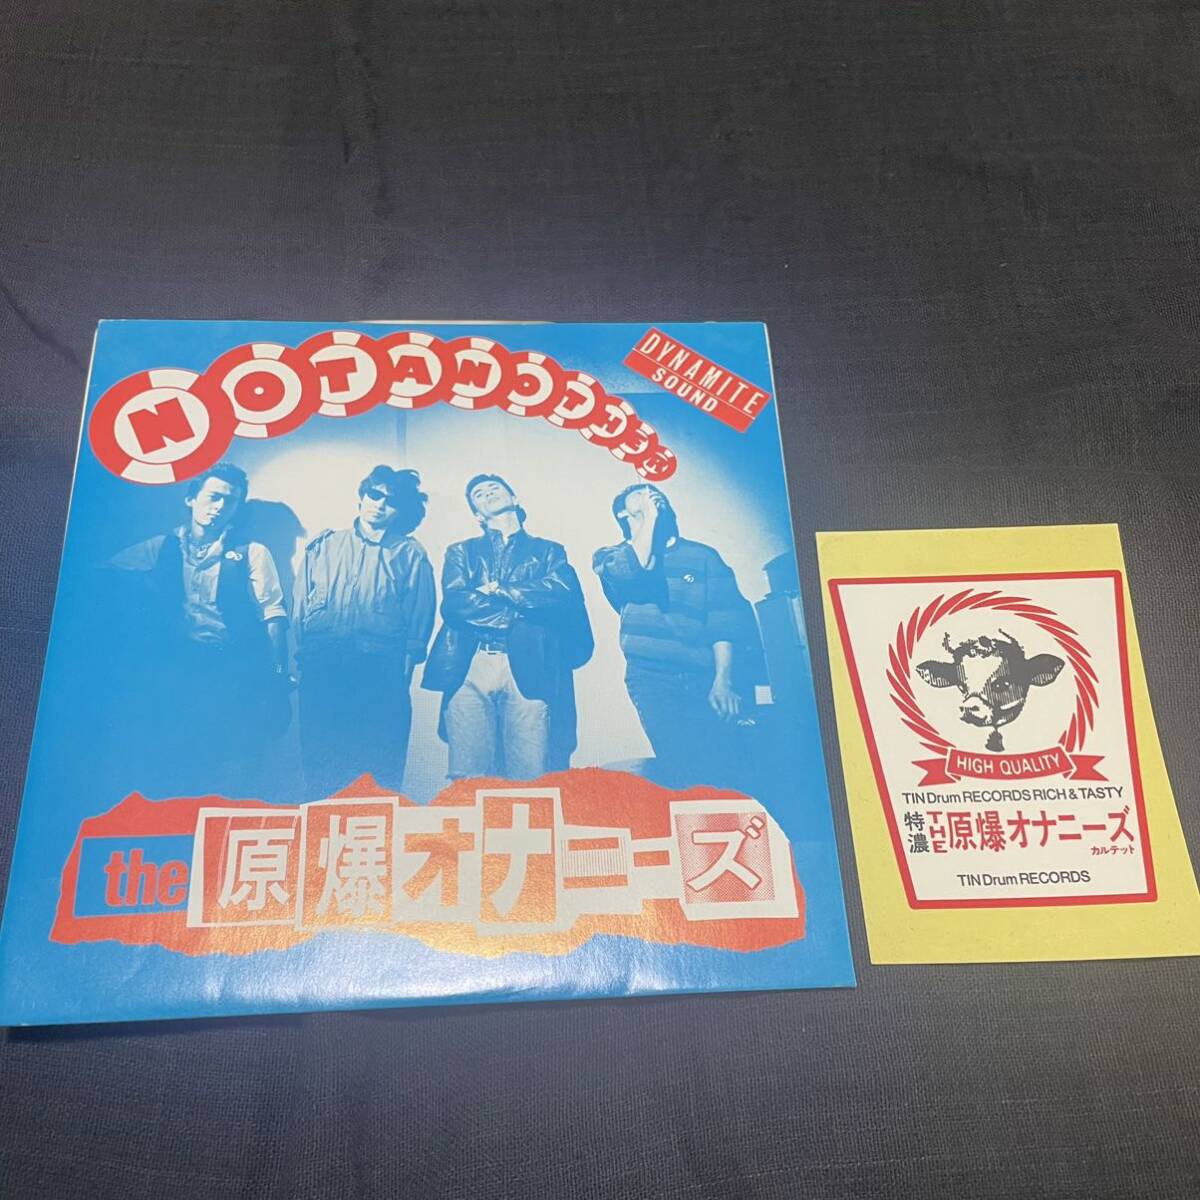 NOTANOTHER
DYNAMITE
SOUND
the 原爆オナニーズ
HIGH QUALITY
TIN Drum RECORDS RICH & TASTY
特濃 THE 原爆オナニーズ
カルテット
TIN Drum RECORDS